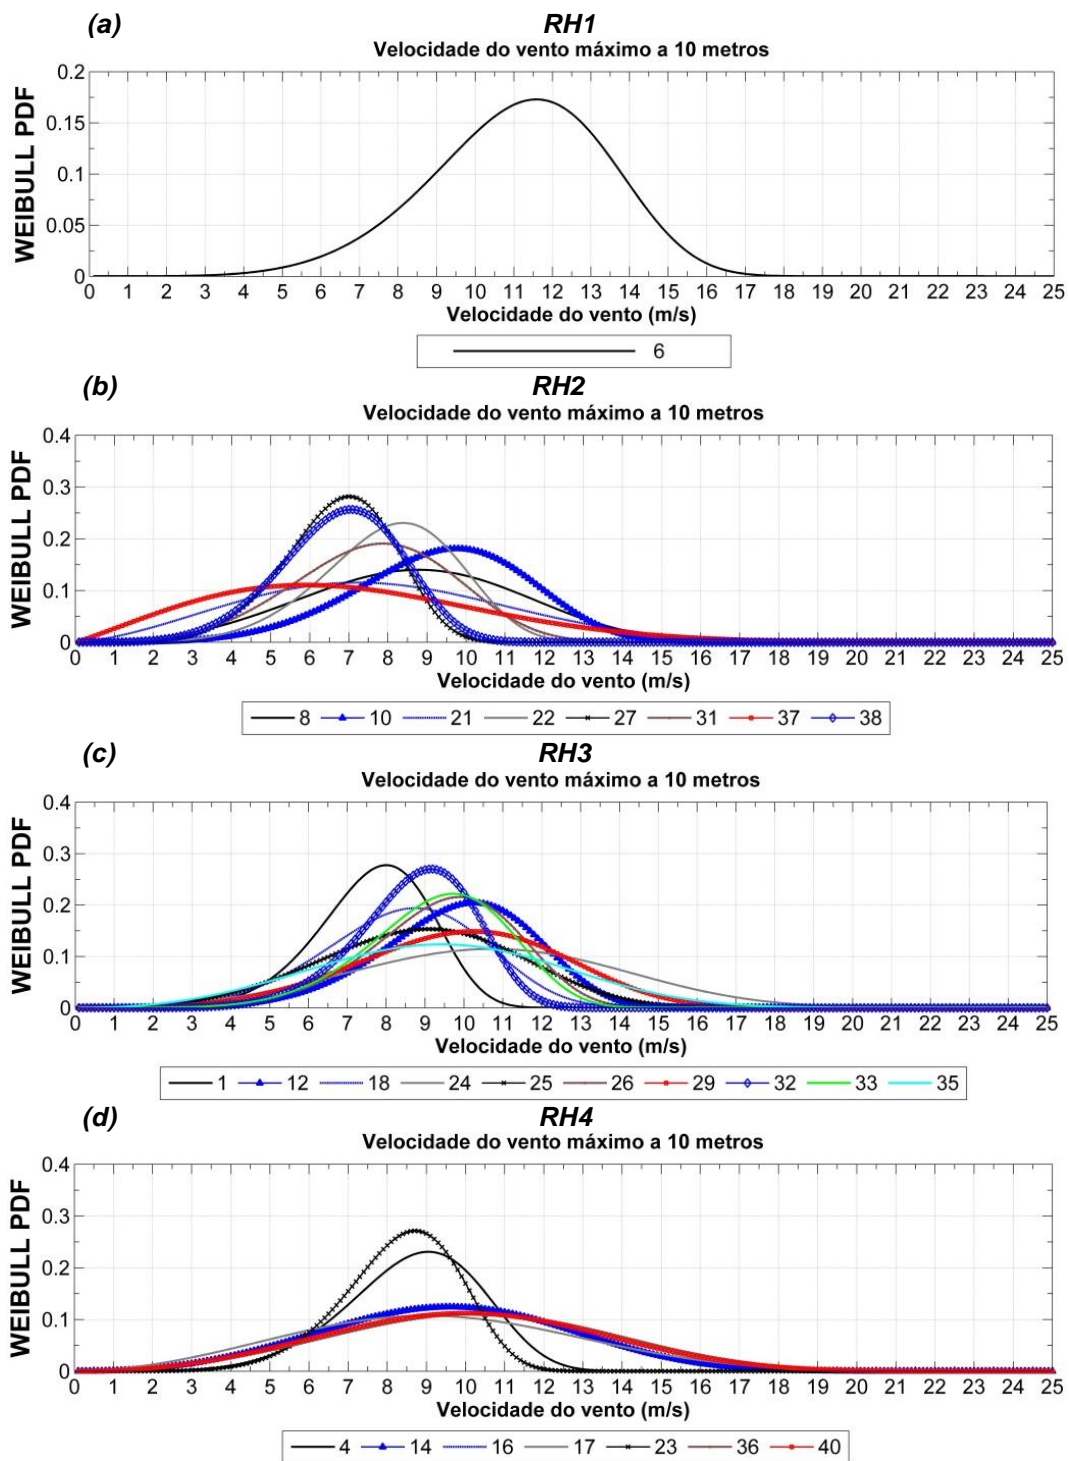 (a) RH1
Velocidade do vento máximo a 10 metros
WEIBULL PDF
0.2
0.15
0.1
0.05
0
0 1 2 3 4 5 6 7 8 9 10 11 12 13 14 15 16 17 18 19 20 21 22 23 24 25
Velocidade do vento (m/s)
6
(b) RH2
Velocidade do vento máximo a 10 metros
WEIBULL PDF
0.4
0.3
0.2
0.1
0
0 1 2 3 4 5 6 7 8 9 10 11 12 13 14 15 16 17 18 19 20 21 22 23 24 25
Velocidade do vento (m/s)
8 10 21 22 27 31 37 38
(c) RH3
Velocidade do vento máximo a 10 metros
WEIBULL PDF
0.4
0.3
0.2
0.1
0
0 1 2 3 4 5 6 7 8 9 10 11 12 13 14 15 16 17 18 19 20 21 22 23 24 25
Velocidade do vento (m/s)
1 12 18 24 25 26 29 32 33 35
(d) RH4
Velocidade do vento máximo a 10 metros
WEIBULL PDF
0.4
0.3
0.2
0.1
0
0 1 2 3 4 5 6 7 8 9 10 11 12 13 14 15 16 17 18 19 20 21 22 23 24 25
Velocidade do vento (m/s)
4 14 16 17 23 36 40